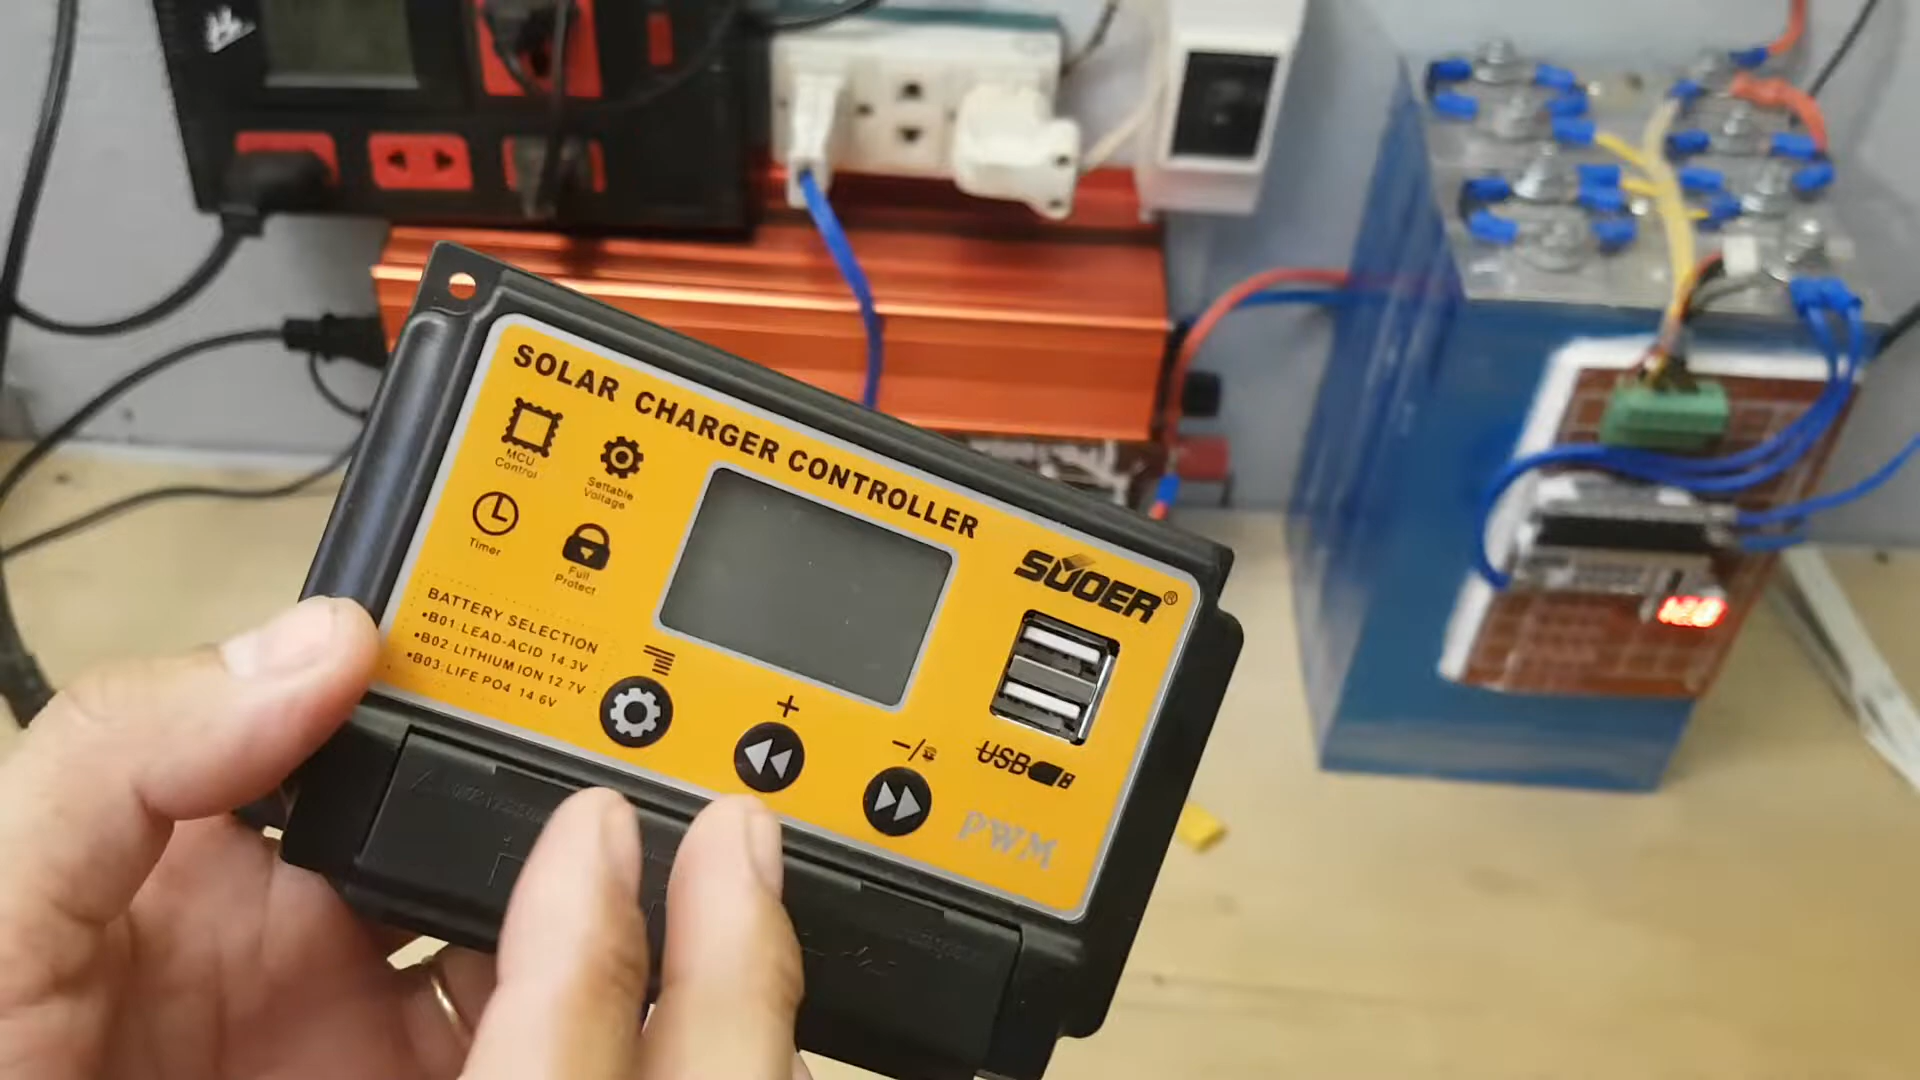 SOLAR CHARGER CONTROLLER
MCU
Control
Settable
Voltage
Timer
Full
Protect
SUOER®
BATTERY SELECTION
•B01:LEAD-ACID 14.3V
•B02:LITHIUM ION 12.7V
•B03:LIFE PO4 14.6V
+
−/
USB
PWM